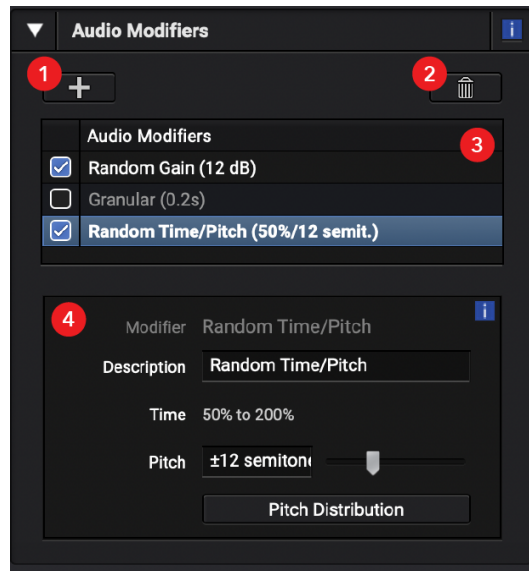 Audio Modifiers
i
1
2
+
Audio Modifiers
3
Random Gain (12 dB)
Granular (0.2s)
Random Time/Pitch (50%/12 semit.)
4
i
Modifier Random Time/Pitch
Description Random Time/Pitch
Time 50% to 200%
Pitch ±12 semitone
Pitch Distribution